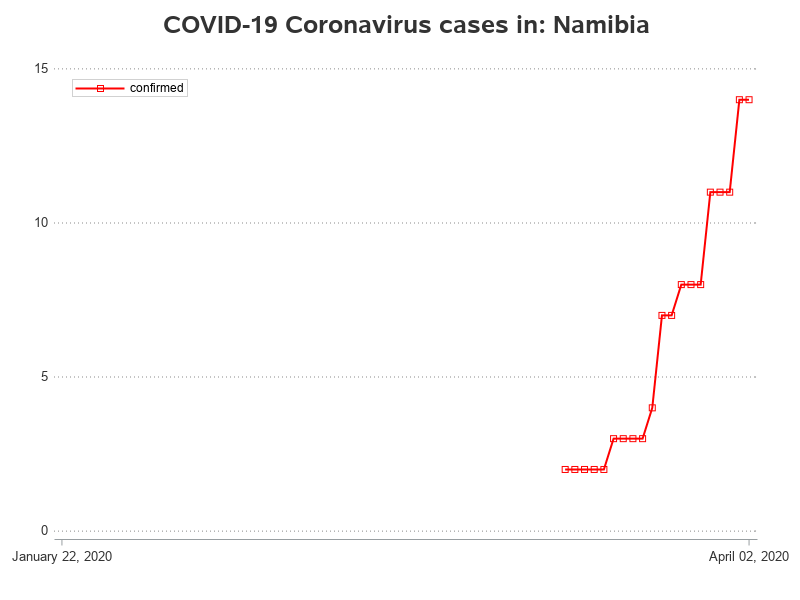 COVID-19 Coronavirus cases in: Namibia
15
confirmed
10
5
0
January 22, 2020
April 02, 2020